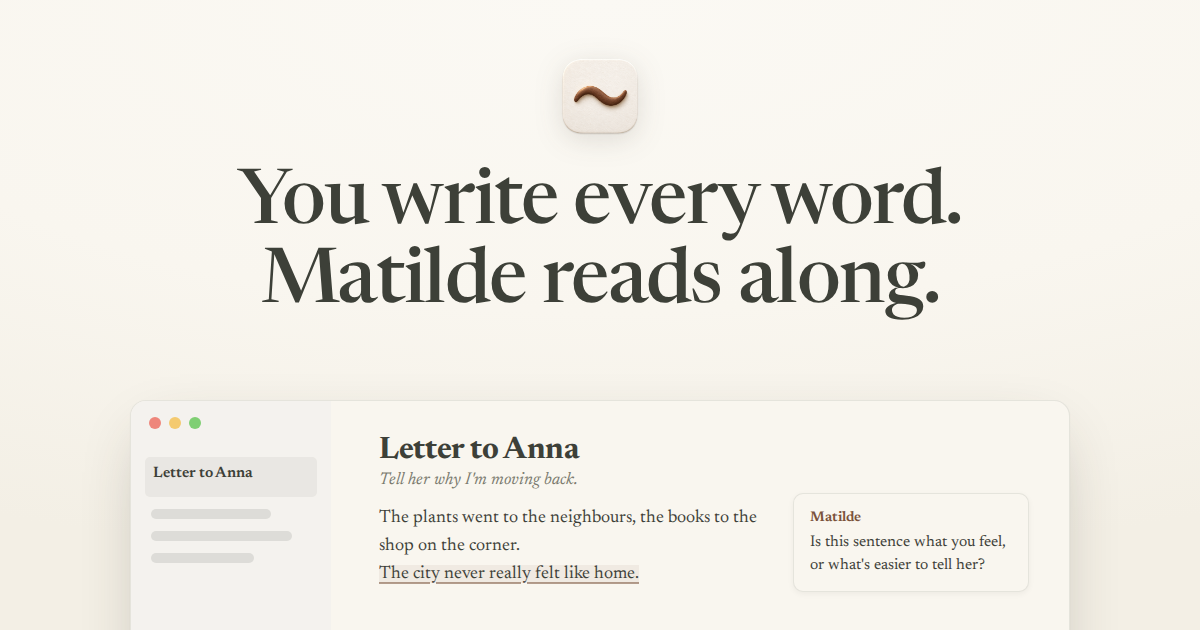 You write every word.
Matilde reads along.
Letter to Anna
Letter to Anna
Tell her why I'm moving back.
The plants went to the neighbours, the books to the
shop on the corner.
The city never really felt like home.
Matilde
Is this sentence what you feel,
or what's easier to tell her?